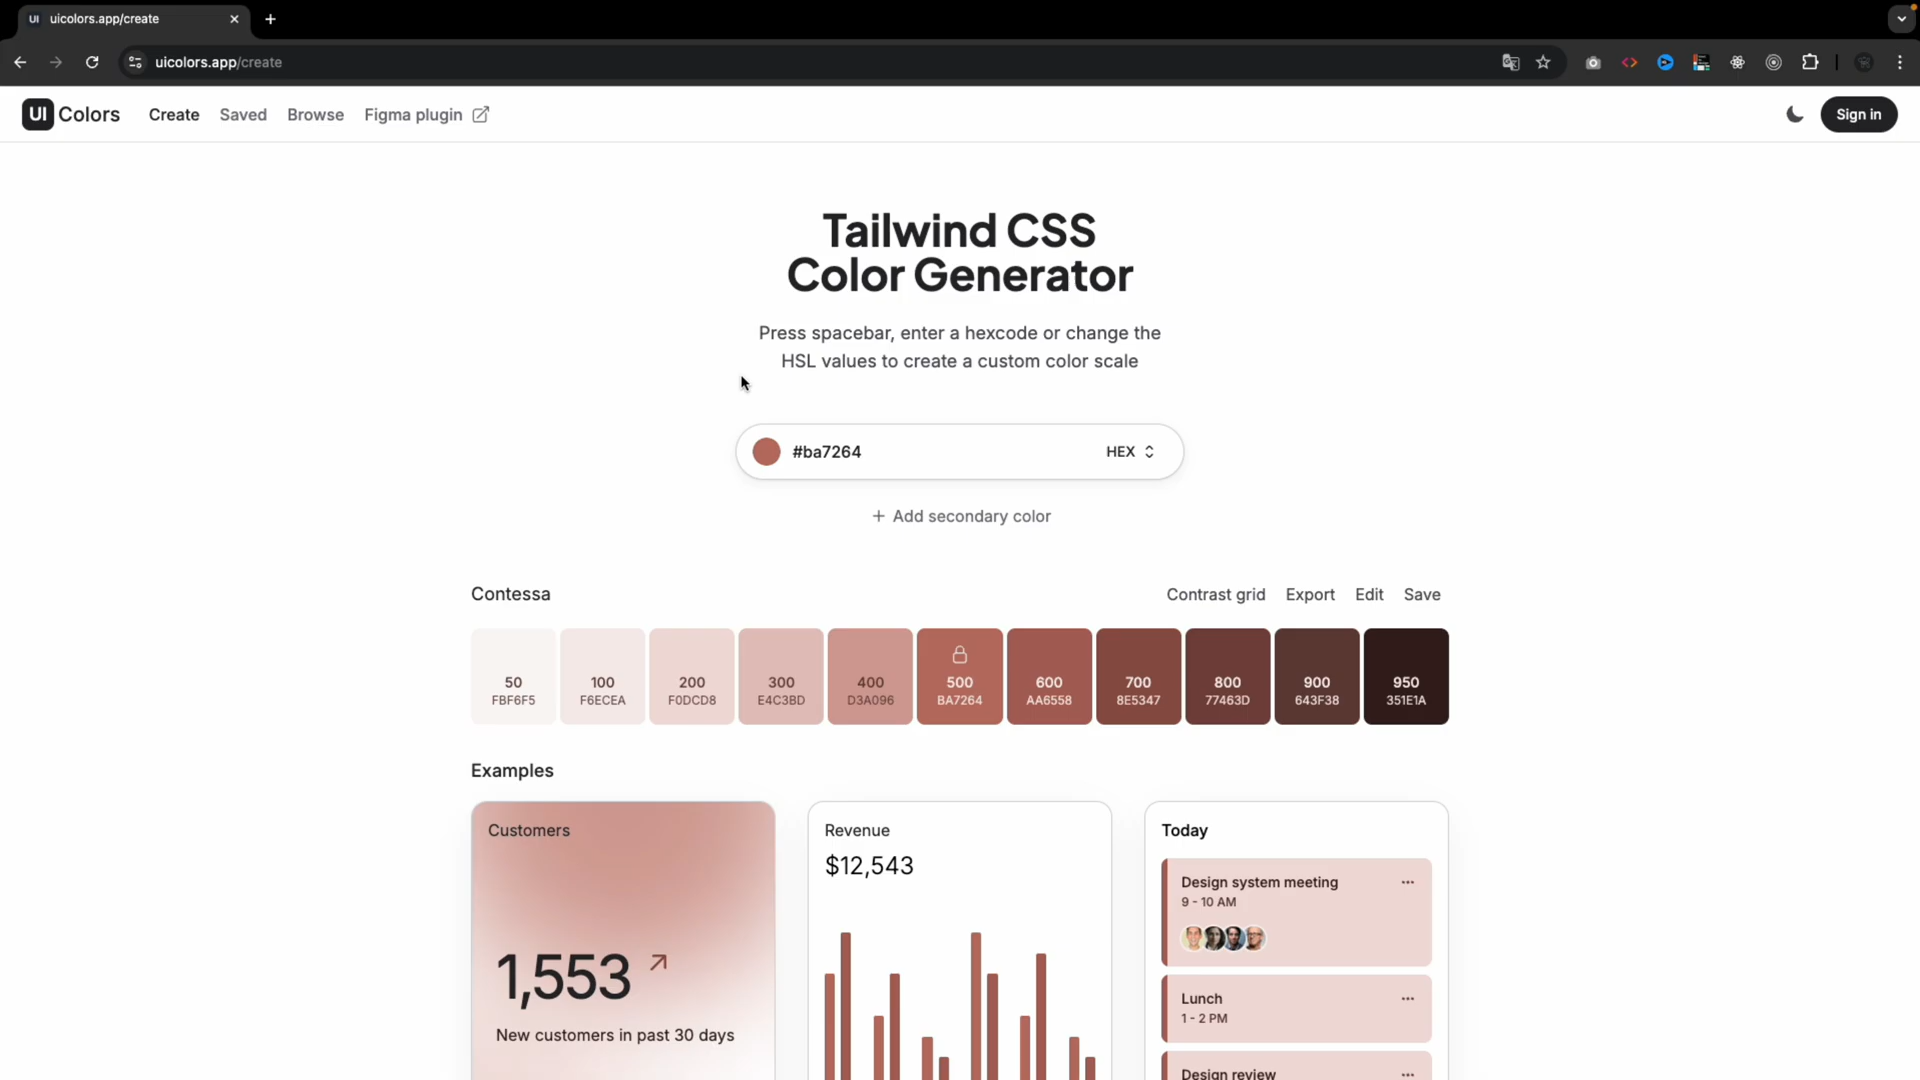 UI uicolors.app/create
uicolors.app/create
UI Colors Create Saved Browse Figma plugin Sign in
Tailwind CSS
Color Generator
Press spacebar, enter a hexcode or change the
HSL values to create a custom color scale
#ba7264 HEX
+ Add secondary color
Contessa Contrast grid Export Edit Save
50 100 200 300 400 500 600 700 800 900 950
FBF6F5 F6ECEA F0DCD8 E4C3BD D3A096 BA7264 AA6558 8E5347 77463D 643F38 351E1A
Examples
Customers
1,553
New customers in past 30 days
Revenue
$12,543
Today
Design system meeting
9 - 10 AM
Lunch
1 - 2 PM
Design review